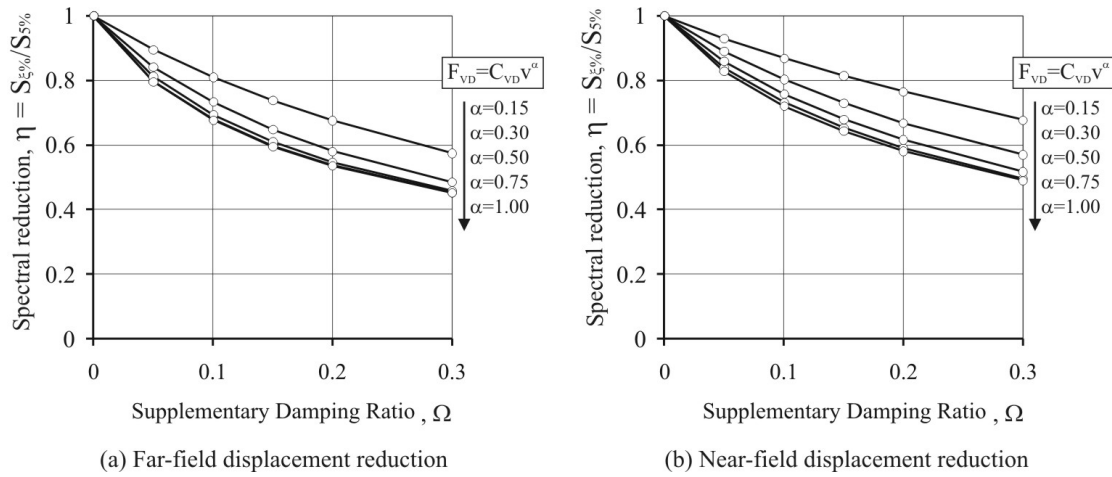 Spectral reduction, η = Sξ%/S5%
1
0.8
0.6
0.4
0.2
0
0
0.1
0.2
0.3
F_VD=C_VD v^α
α=0.15
α=0.30
α=0.50
α=0.75
α=1.00
Supplementary Damping Ratio , Ω
(a) Far-field displacement reduction
Spectral reduction, η = Sξ%/S5%
1
0.8
0.6
0.4
0.2
0
0
0.1
0.2
0.3
F_VD=C_VD v^α
α=0.15
α=0.30
α=0.50
α=0.75
α=1.00
Supplementary Damping Ratio , Ω
(b) Near-field displacement reduction